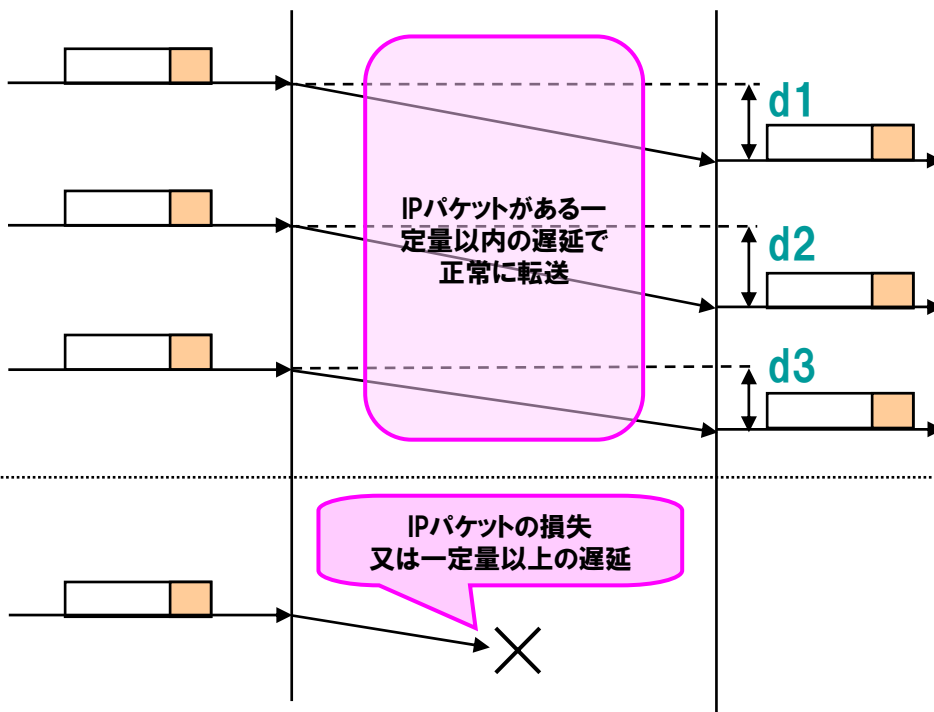 d1
IPパケットがある一
定量以内の遅延で
正常に転送
d2
d3
IPパケットの損失
又は一定量以上の遅延